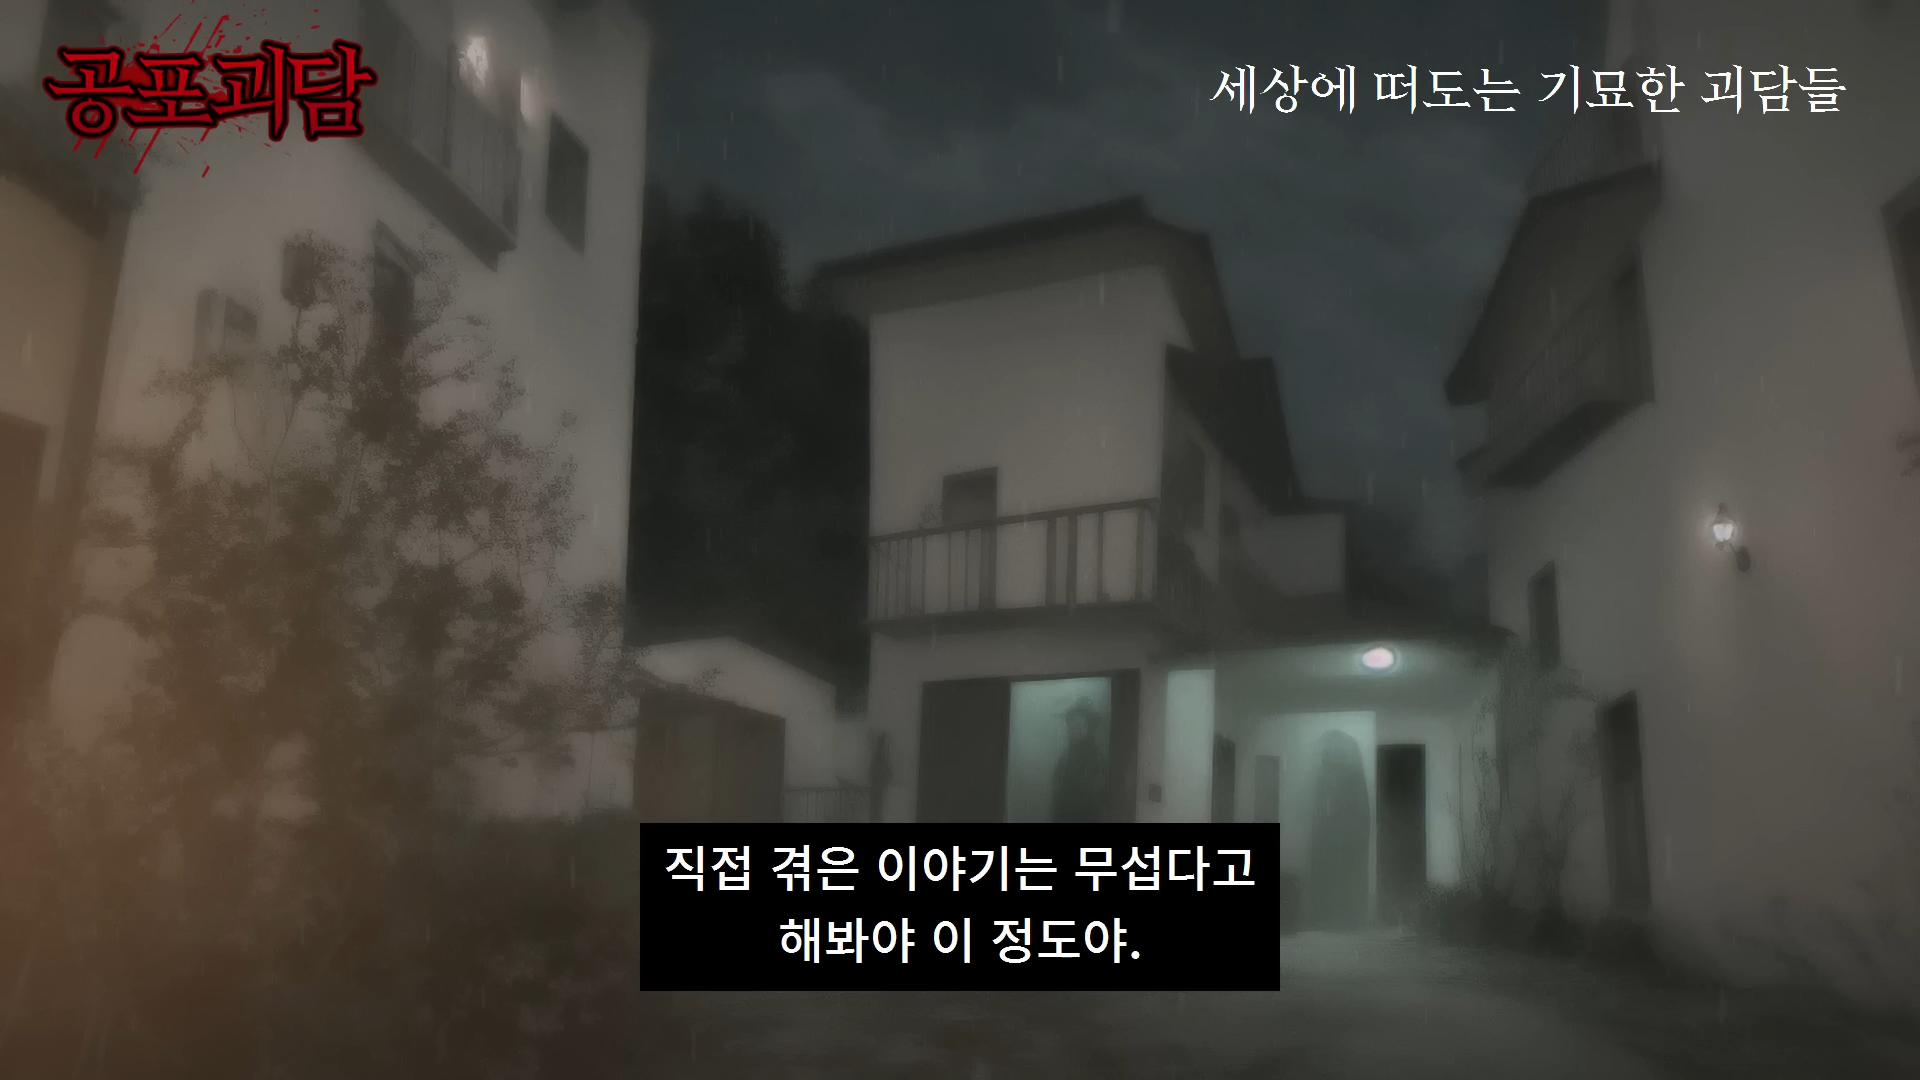 공포괴담
세상에 떠도는 기묘한 괴담들
직접 겪은 이야기는 무섭다고
해봐야 이 정도야.